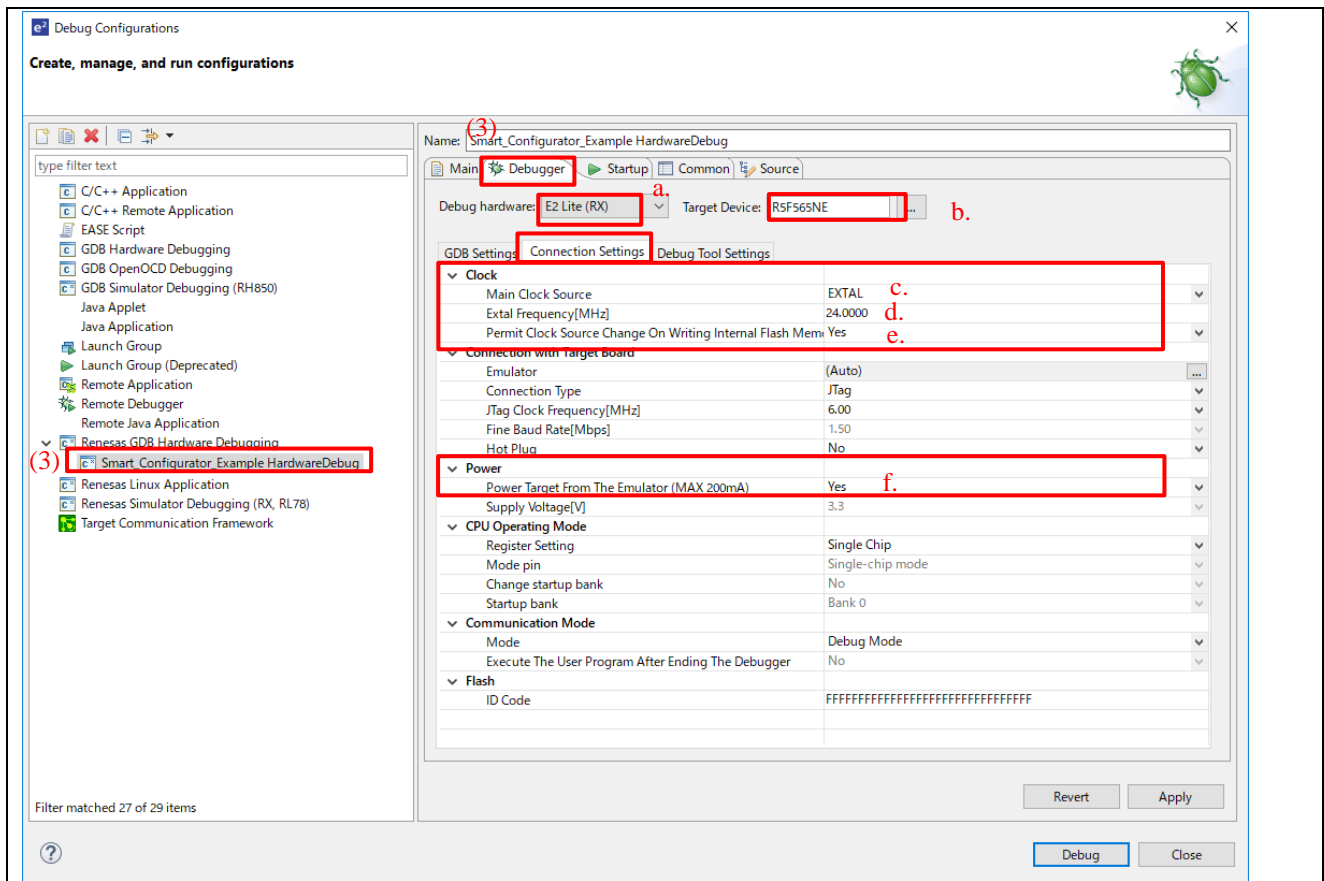 e² Debug Configurations
Create, manage, and run configurations
type filter text
C/C++ Application
C/C++ Remote Application
EASE Script
GDB Hardware Debugging
GDB OpenOCD Debugging
GDB Simulator Debugging (RH850)
Java Applet
Java Application
Launch Group
Launch Group (Deprecated)
Remote Application
Remote Debugger
Remote Java Application
Renesas GDB Hardware Debugging
(3) Smart_Configurator_Example HardwareDebug
Renesas Linux Application
Renesas Simulator Debugging (RX, RL78)
Target Communication Framework
Filter matched 27 of 29 items
(3)
Name: Smart_Configurator_Example HardwareDebug
Main Debugger Startup Common Source
a.
Debug hardware: E2 Lite (RX) Target Device: R5F565NE ... b.
GDB Settings Connection Settings Debug Tool Settings
Clock
Main Clock Source EXTAL c.
Extal Frequency[MHz] 24.0000 d.
Permit Clock Source Change On Writing Internal Flash Mem Yes e.
Connection with Target Board
Emulator (Auto) ...
Connection Type JTag
JTag Clock Frequency[MHz] 6.00
Fine Baud Rate[Mbps] 1.50
Hot Plug No
Power
Power Target From The Emulator (MAX 200mA) Yes f.
Supply Voltage[V] 3.3
CPU Operating Mode
Register Setting Single Chip
Mode pin Single-chip mode
Change startup bank No
Startup bank Bank 0
Communication Mode
Mode Debug Mode
Execute The User Program After Ending The Debugger No
Flash
ID Code FFFFFFFFFFFFFFFFFFFFFFFFFFFFFFFF
Revert Apply
? Debug Close